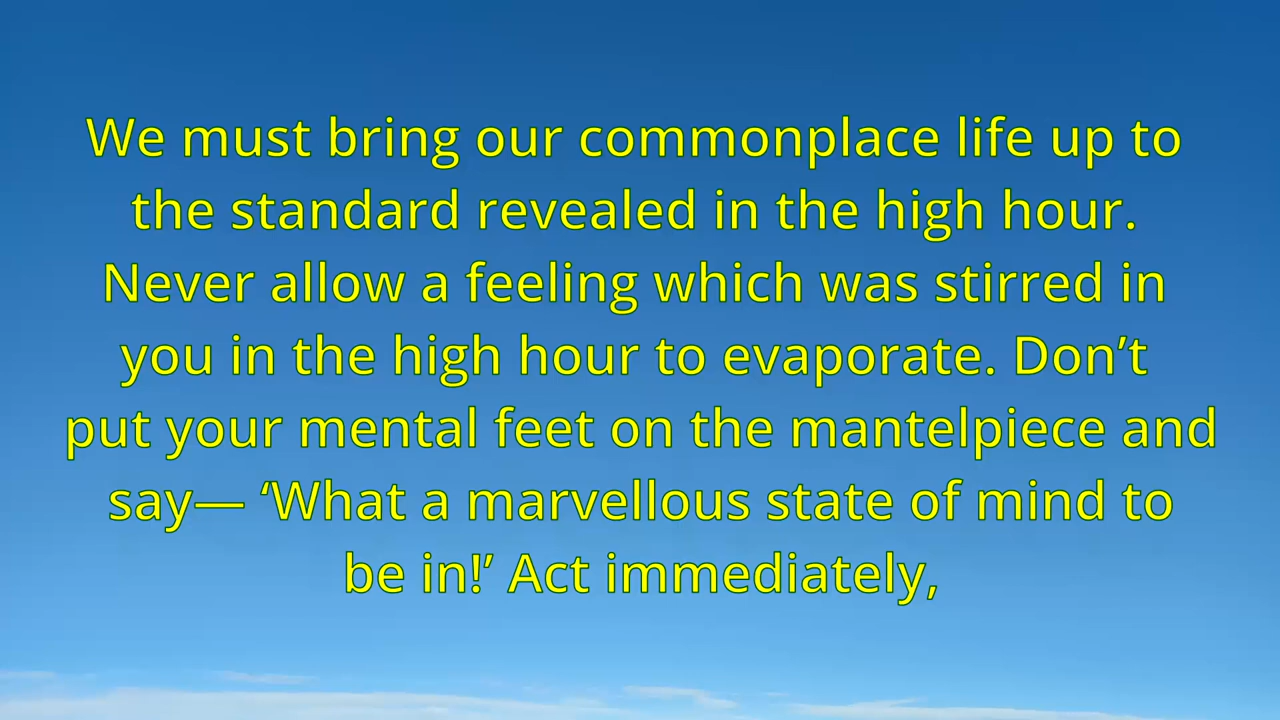 We must bring our commonplace life up to
the standard revealed in the high hour.
Never allow a feeling which was stirred in
you in the high hour to evaporate. Don’t
put your mental feet on the mantelpiece and
say— ‘What a marvellous state of mind to
be in!’ Act immediately,